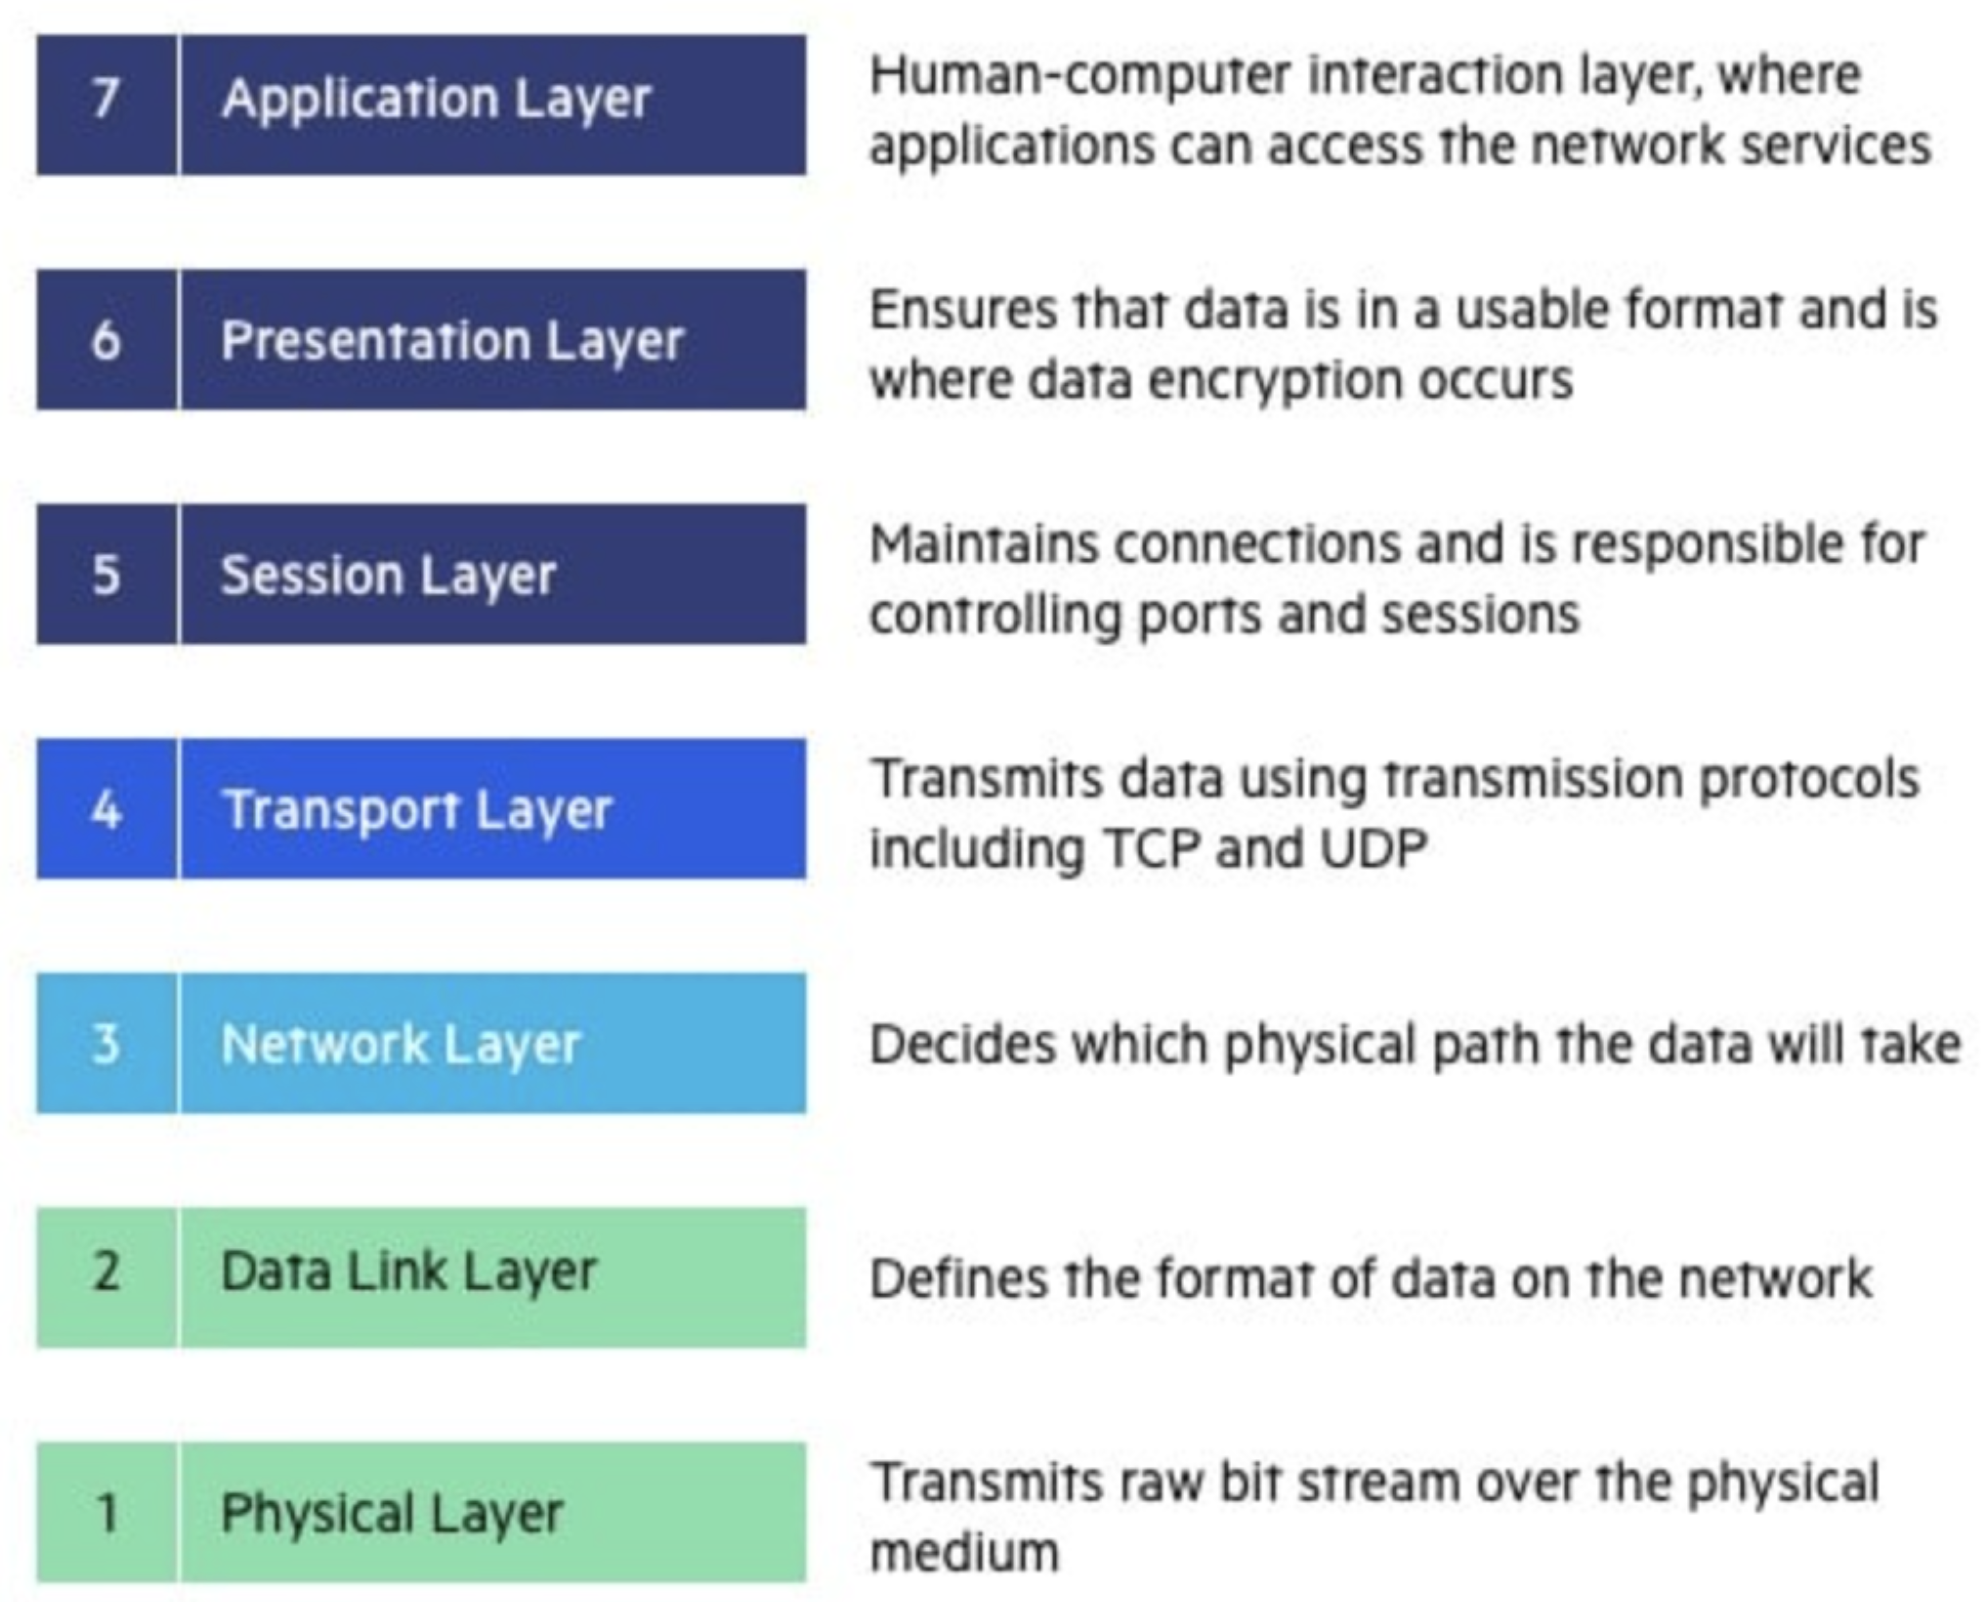 7 Application Layer
Human-computer interaction layer, where
applications can access the network services
6 Presentation Layer
Ensures that data is in a usable format and is
where data encryption occurs
5 Session Layer
Maintains connections and is responsible for
controlling ports and sessions
4 Transport Layer
Transmits data using transmission protocols
including TCP and UDP
3 Network Layer
Decides which physical path the data will take
2 Data Link Layer
Defines the format of data on the network
1 Physical Layer
Transmits raw bit stream over the physical
medium